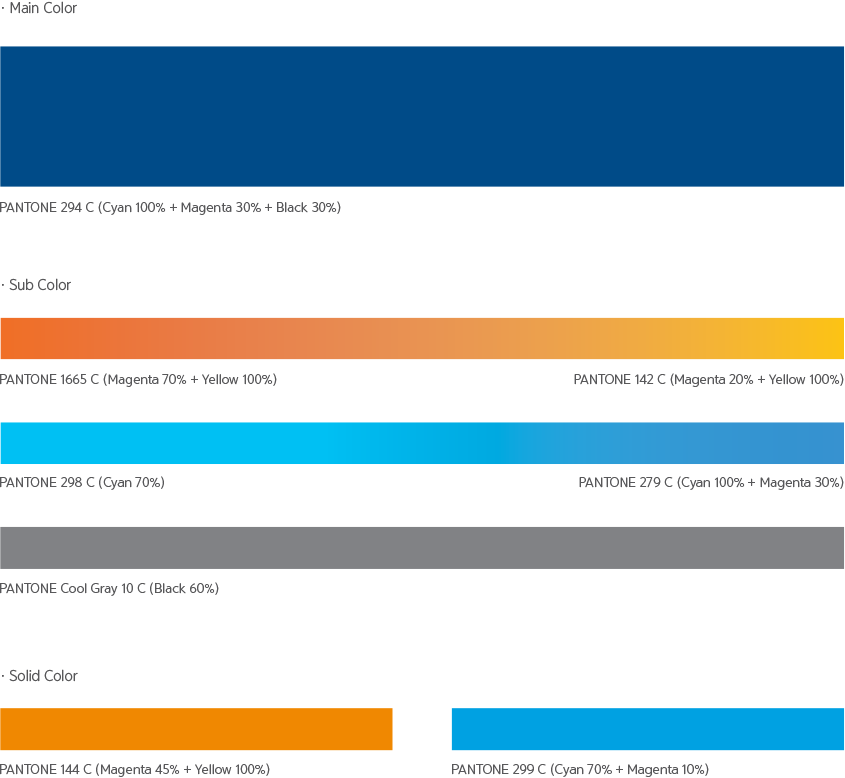 · Main Color
PANTONE 294 C (Cyan 100% + Magenta 30% + Black 30%)
· Sub Color
PANTONE 1665 C (Magenta 70% + Yellow 100%)
PANTONE 142 C (Magenta 20% + Yellow 100%)
PANTONE 298 C (Cyan 70%)
PANTONE 279 C (Cyan 100% + Magenta 30%)
PANTONE Cool Gray 10 C (Black 60%)
· Solid Color
PANTONE 144 C (Magenta 45% + Yellow 100%)
PANTONE 299 C (Cyan 70% + Magenta 10%)